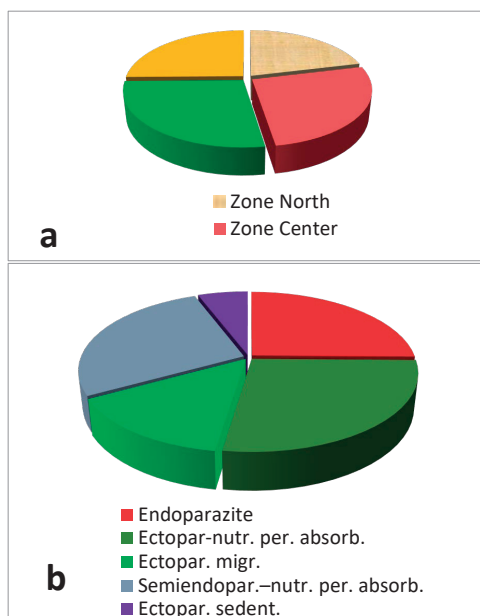 Zone North
Zone Center
a
Endoparazite
Ectopar-nutr. per. absorb.
Ectopar. migr.
Semiendopar.–nutr. per. absorb.
Ectopar. sedent.
b